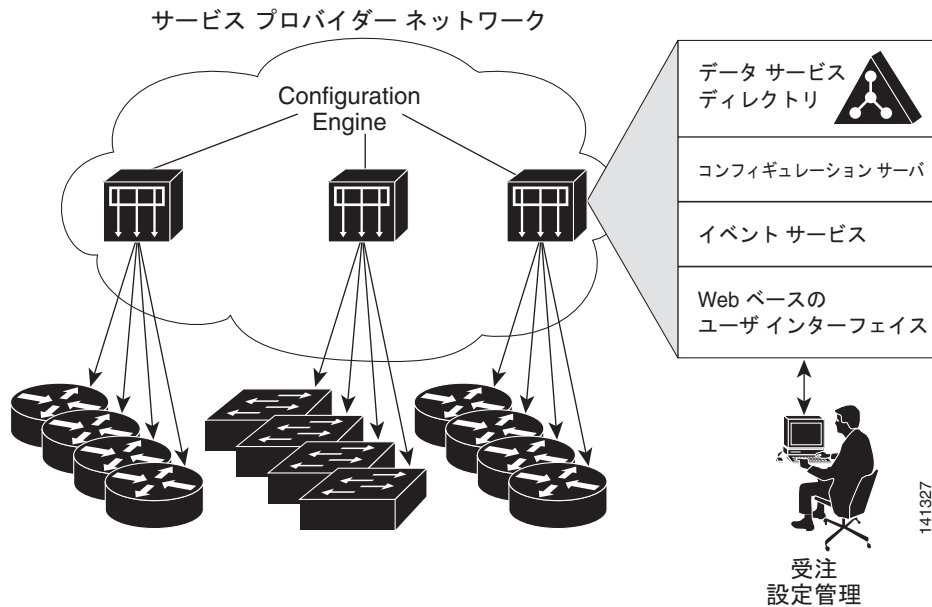 サービス プロバイダー ネットワーク
Configuration
Engine
データ サービス
ディレクトリ
コンフィギュレーション サーバ
イベント サービス
Web ベースの
ユーザ インターフェイス
141327
受注
設定管理